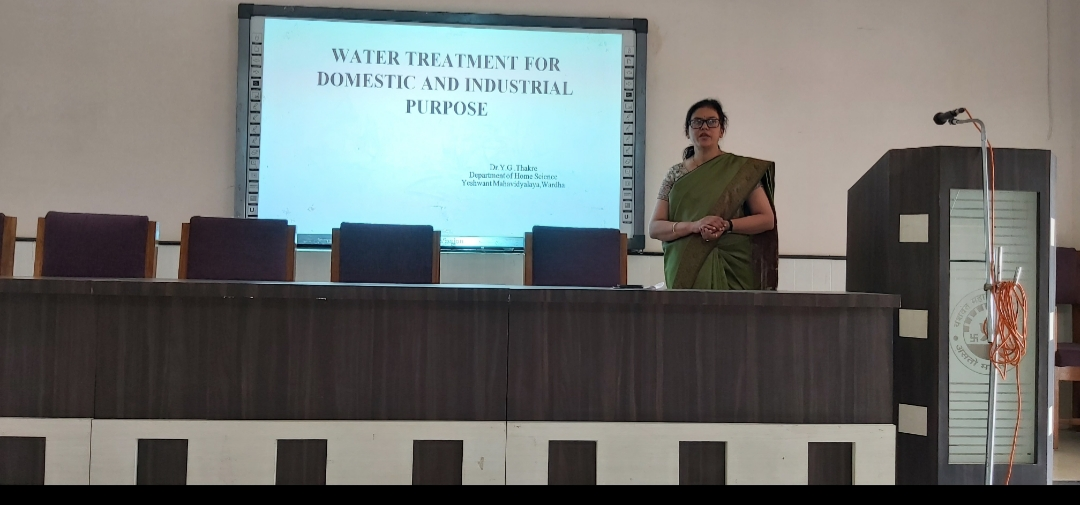 WATER TREATMENT FOR
DOMESTIC AND INDUSTRIAL
PURPOSE
Dr.Y. G .Thakre
Department of Home Science
Yeshwant Mahavidyalaya,Wardha